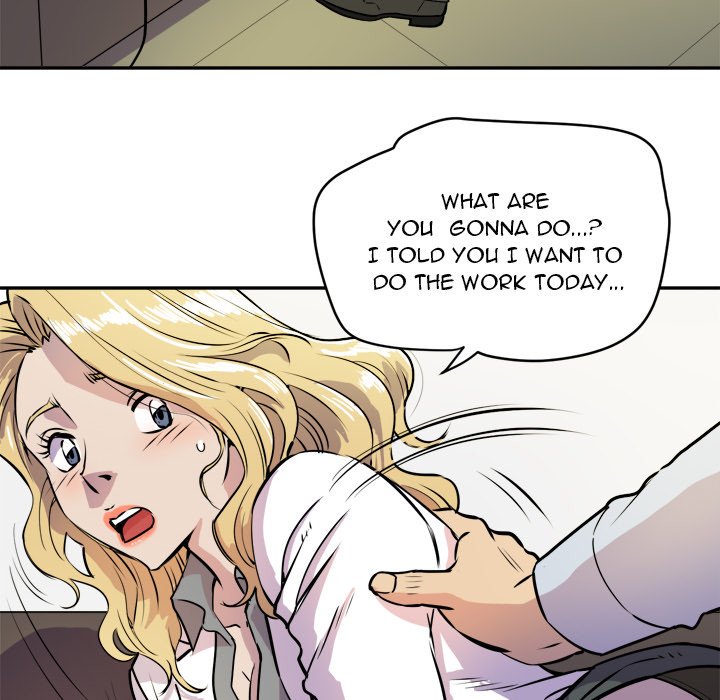 WHAT ARE
YOU GONNA DO...?
I TOLD YOU I WANT TO
DO THE WORK TODAY...